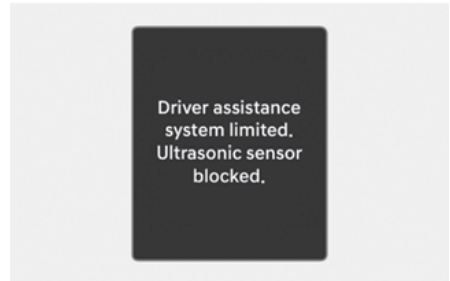 Driver assistance
system limited.
Ultrasonic sensor
blocked.